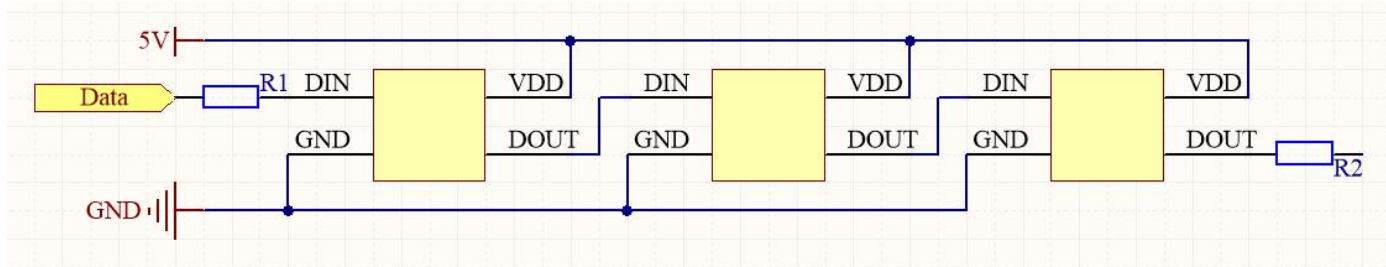 5V
Data
R1
DIN
VDD
DIN
VDD
DIN
VDD
GND
DOUT
GND
DOUT
GND
DOUT
R2
GND